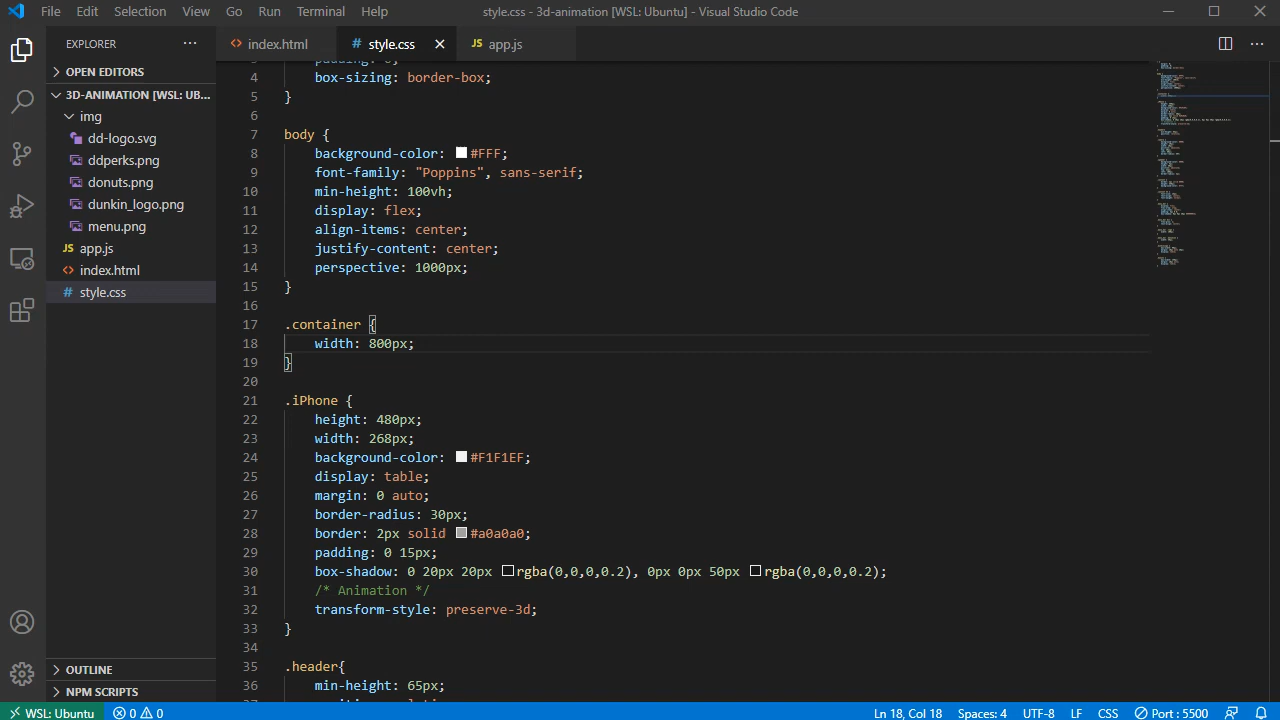 File Edit Selection View Go Run Terminal Help style.css - 3d-animation [WSL: Ubuntu] - Visual Studio Code
EXPLORER
OPEN EDITORS
3D-ANIMATION [WSL: UB...
img
dd-logo.svg
ddperks.png
donuts.png
dunkin_logo.png
menu.png
JS app.js
<> index.html
# style.css
OUTLINE
NPM SCRIPTS
<> index.html # style.css JS app.js
4 box-sizing: border-box;
5 }
6
7 body {
8 background-color: #FFF;
9 font-family: "Poppins", sans-serif;
10 min-height: 100vh;
11 display: flex;
12 align-items: center;
13 justify-content: center;
14 perspective: 1000px;
15 }
16
17 .container {
18 width: 800px;
19 }
20
21 .iPhone {
22 height: 480px;
23 width: 268px;
24 background-color: #F1F1EF;
25 display: table;
26 margin: 0 auto;
27 border-radius: 30px;
28 border: 2px solid #a0a0a0;
29 padding: 0 15px;
30 box-shadow: 0 20px 20px rgba(0,0,0,0.2), 0px 0px 50px rgba(0,0,0,0.2);
31 /* Animation */
32 transform-style: preserve-3d;
33 }
34
35 .header{
36 min-height: 65px;
WSL: Ubuntu 0 0 Ln 18, Col 18 Spaces: 4 UTF-8 LF CSS Port : 5500